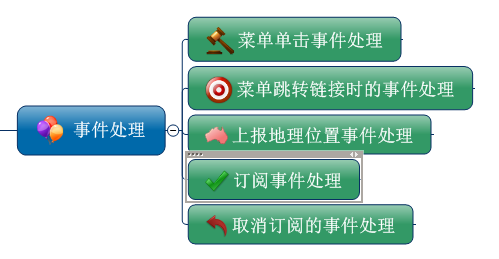 菜单单击事件处理
菜单跳转链接时的事件处理
事件处理
上报地理位置事件处理
订阅事件处理
取消订阅的事件处理